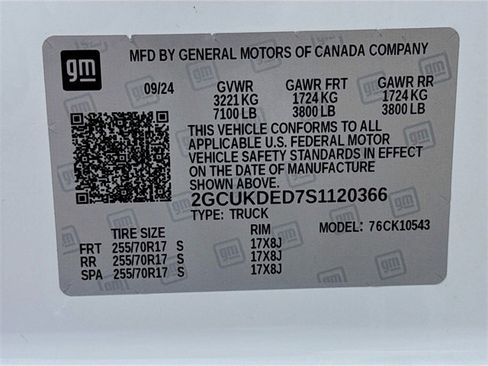 gm MFD BY GENERAL MOTORS OF CANADA COMPANY
09/24 GVWR GAWR FRT GAWR RR
3221 KG 1724 KG 1724 KG
7100 LB 3800 LB 3800 LB
THIS VEHICLE CONFORMS TO ALL
APPLICABLE U.S. FEDERAL MOTOR
VEHICLE SAFETY STANDARDS IN EFFECT
ON THE DATE OF MANUFACTURE
SHOWN ABOVE.
2GCUKDED7S1120366
TYPE: TRUCK MODEL: 76CK10543
TIRE SIZE RIM
FRT 255/70R17 S 17X8J
RR 255/70R17 S 17X8J
SPA 255/70R17 S 17X8J